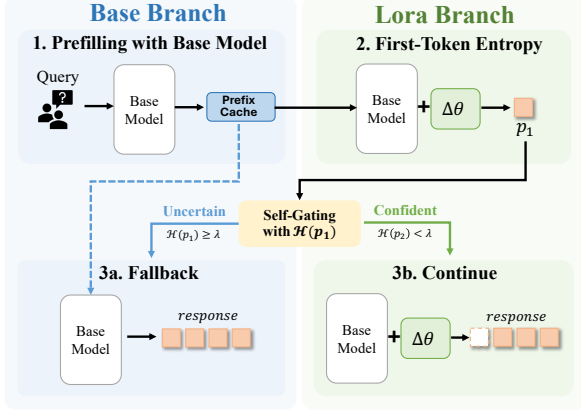 Base Branch
Lora Branch
1. Prefilling with Base Model
Query
?
Base
Model
Prefix
Cache
2. First-Token Entropy
Base
Model
+
Δθ
p₁
Self-Gating
with H(p₁)
Uncertain
H(p₁) ≥ λ
Confident
H(p₂) < λ
3a. Fallback
Base
Model
response
3b. Continue
Base
Model
+
Δθ
response